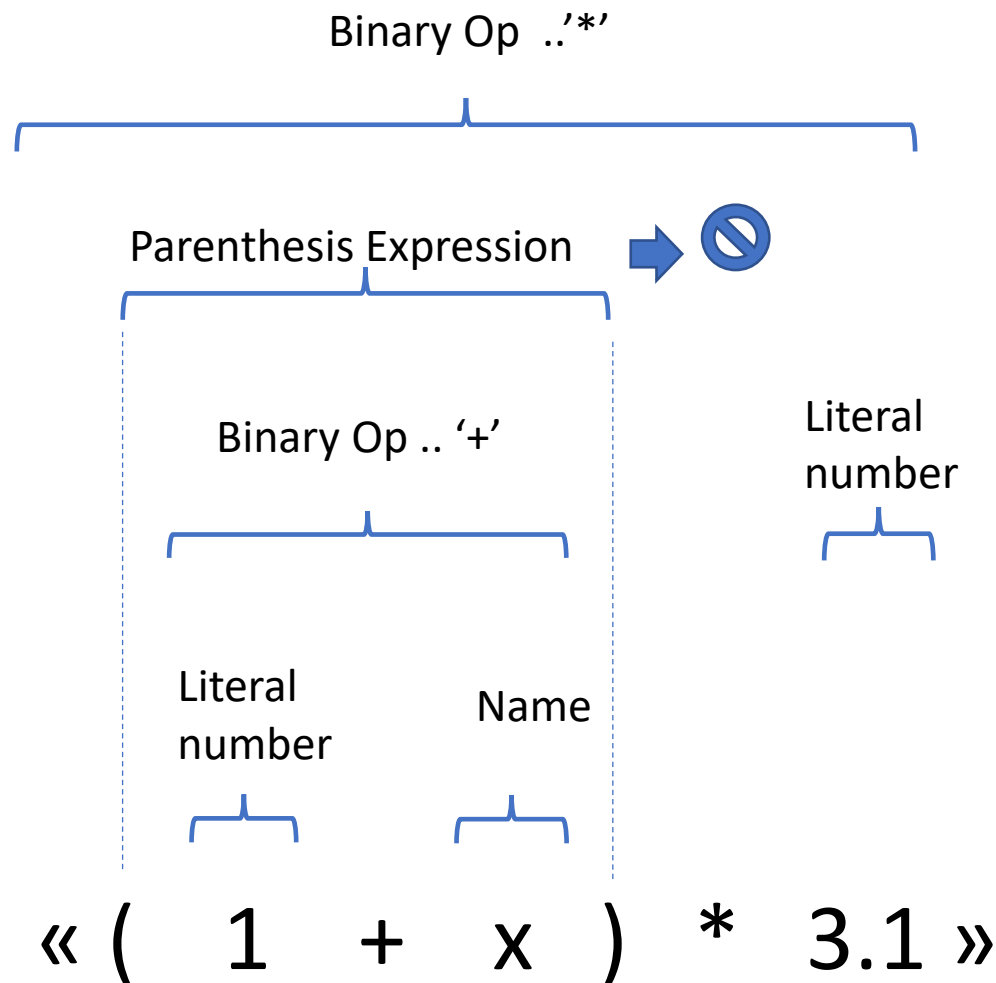 Binary Op ..’*’
Parenthesis Expression
Binary Op .. ‘+’
Literal
number
Literal
number
Name
« ( 1 + x ) * 3.1 »